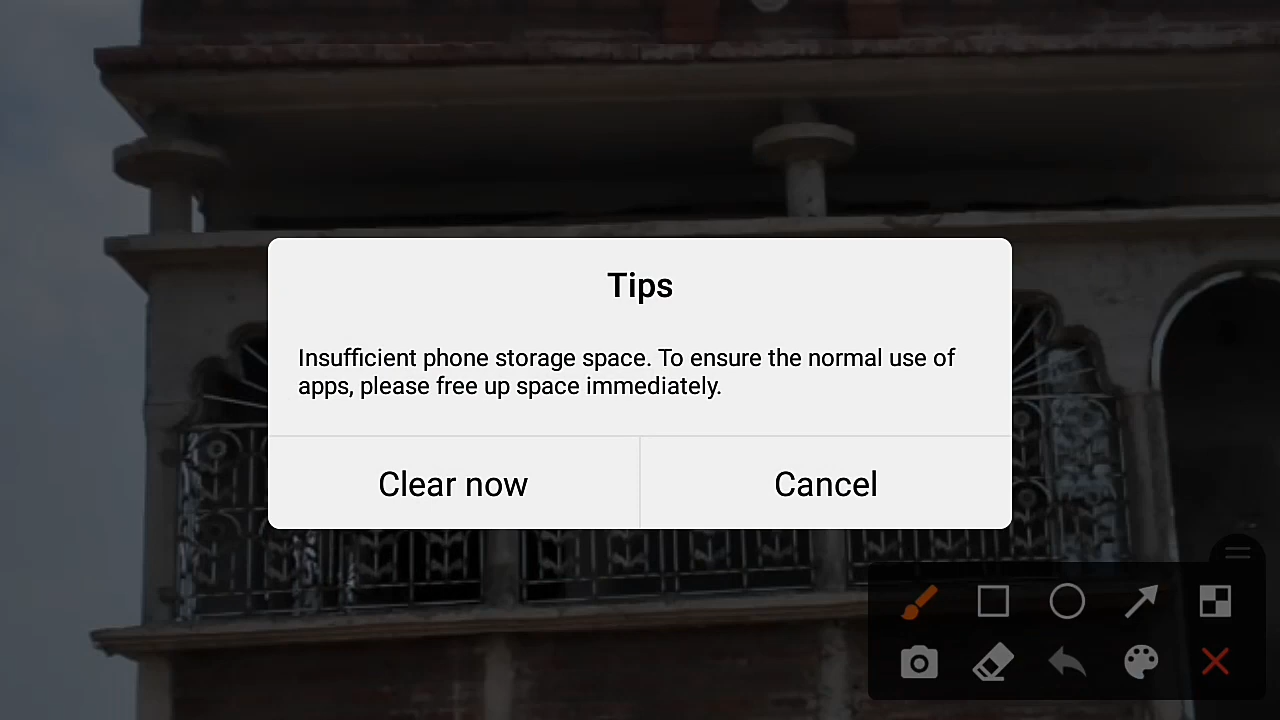 Tips
Insufficient phone storage space. To ensure the normal use of
apps, please free up space immediately.
Clear now
Cancel